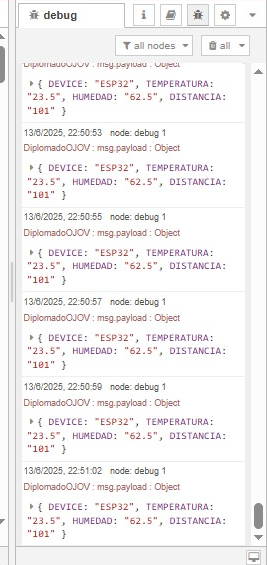 debug
i
all nodes
all
DiplomadoOJOV : msg.payload : Object
{ DEVICE: "ESP32", TEMPERATURA:
"23.5", HUMEDAD: "62.5", DISTANCIA:
"101" }
13/6/2025, 22:50:53 node: debug 1
DiplomadoOJOV : msg.payload : Object
{ DEVICE: "ESP32", TEMPERATURA:
"23.5", HUMEDAD: "62.5", DISTANCIA:
"101" }
13/6/2025, 22:50:55 node: debug 1
DiplomadoOJOV : msg.payload : Object
{ DEVICE: "ESP32", TEMPERATURA:
"23.5", HUMEDAD: "62.5", DISTANCIA:
"101" }
13/6/2025, 22:50:57 node: debug 1
DiplomadoOJOV : msg.payload : Object
{ DEVICE: "ESP32", TEMPERATURA:
"23.5", HUMEDAD: "62.5", DISTANCIA:
"101" }
13/6/2025, 22:50:59 node: debug 1
DiplomadoOJOV : msg.payload : Object
{ DEVICE: "ESP32", TEMPERATURA:
"23.5", HUMEDAD: "62.5", DISTANCIA:
"101" }
13/6/2025, 22:51:02 node: debug 1
DiplomadoOJOV : msg.payload : Object
{ DEVICE: "ESP32", TEMPERATURA:
"23.5", HUMEDAD: "62.5", DISTANCIA:
"101" }